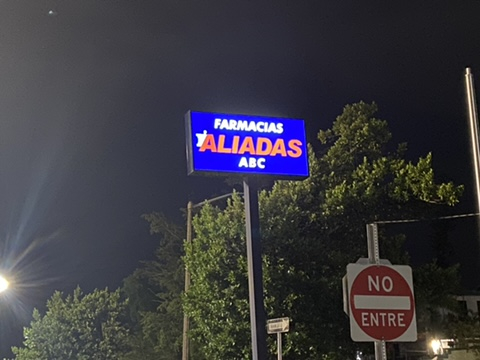 FARMACIAS
ALIADAS
ABC
NO
ENTRE